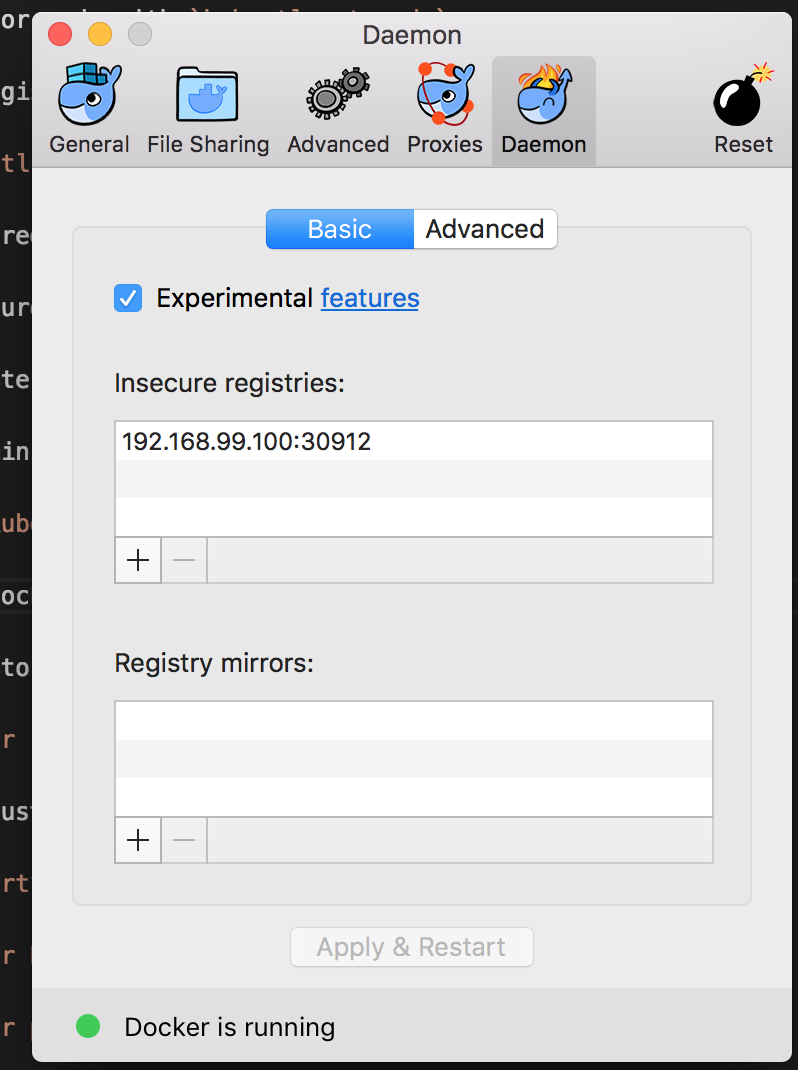 Daemon
General File Sharing Advanced Proxies Daemon Reset
Basic Advanced
Experimental features
Insecure registries:
192.168.99.100:30912
Registry mirrors:
Apply & Restart
Docker is running